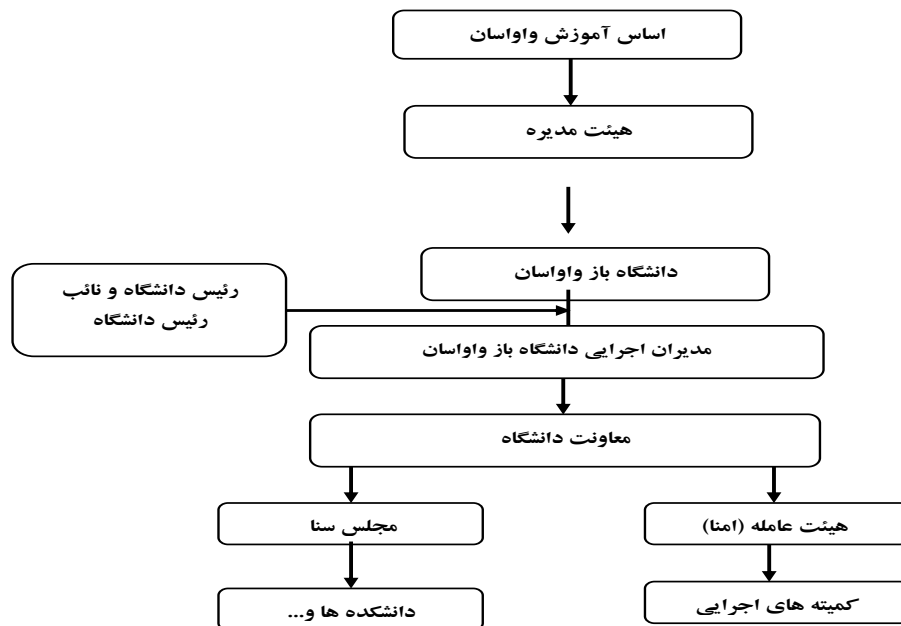 اساس آموزش واواسان
هیئت مدیره
دانشگاه باز واواسان
رئیس دانشگاه و نائب
رئیس دانشگاه
مدیران اجرایی دانشگاه باز واواسان
معاونت دانشگاه
هیئت عامله (امنا)
مجلس سنا
کمیته های اجرایی
دانشکده ها و...